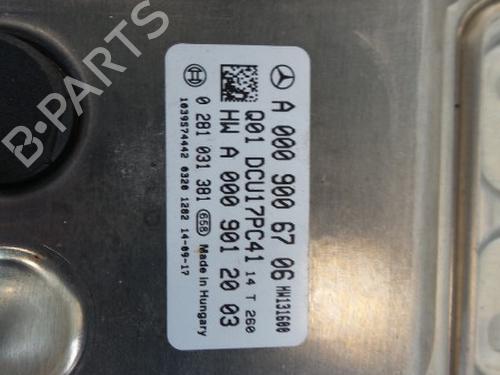 A 000 900 67 06 HW131600
Q01 DCU17PC41 14 T 260
HW A 000 901 20 03
0 281 031 381 658 Made in Hungary
1039S74442 0320 1202 14-09-17
B-PARTS